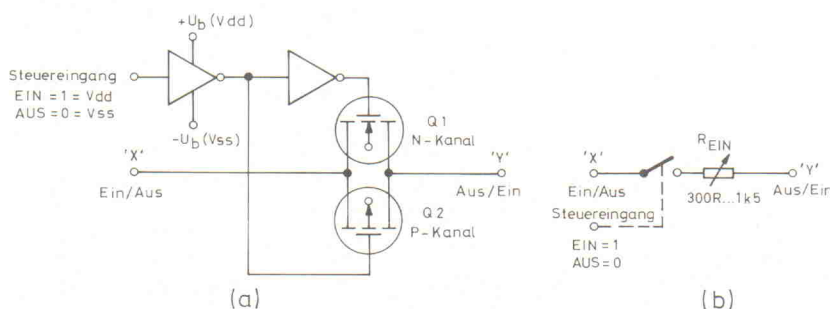 +U_b (Vdd)
Steuereingang
EIN = 1 = Vdd
AUS = 0 = Vss
-U_b (Vss)
Q1
N-Kanal
'X'
Ein/Aus
'Y'
Aus/Ein
Q2
P-Kanal
(a)
R_EIN
'X'
Ein/Aus
'Y'
Aus/Ein
300R...1k5
Steuereingang
EIN = 1
AUS = 0
(b)